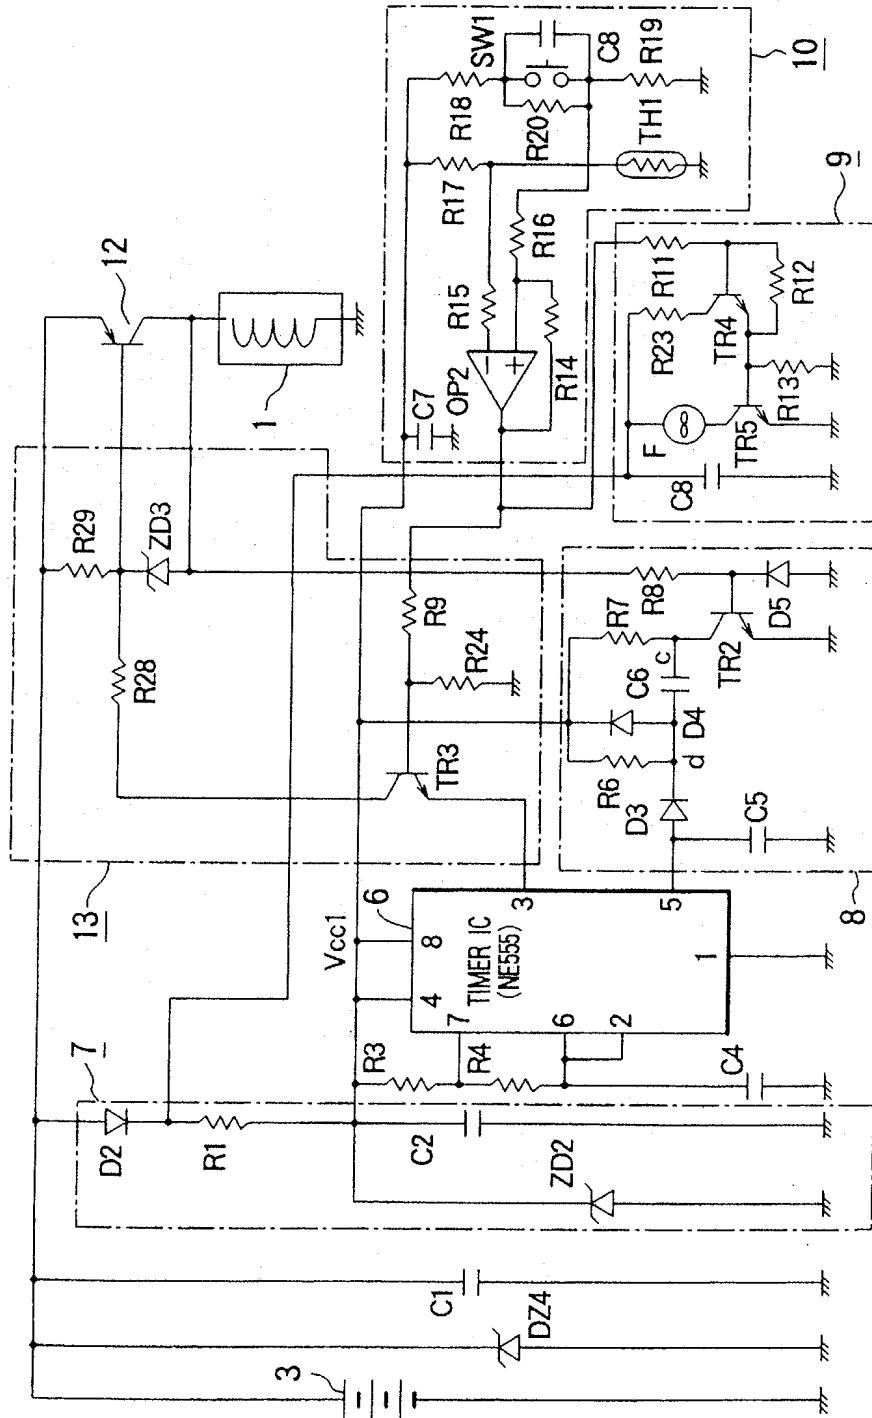 3
DZ4
C1
7
D2
R1
C2
ZD2
13
Vcc1
R3
R4
C4
6
TIMER IC
(NE555)
4
8
7
6
2
3
5
1
R28
R29
ZD3
TR3
R9
R24
12
1
8
D3
C5
R6
d
D4
C6
c
R7
R8
TR2
D5
10
C7
OP2
R14
R15
R16
R17
R18
R20
SW1
C8
R19
TH1
9
C8
F
TR5
R13
R23
TR4
R11
R12